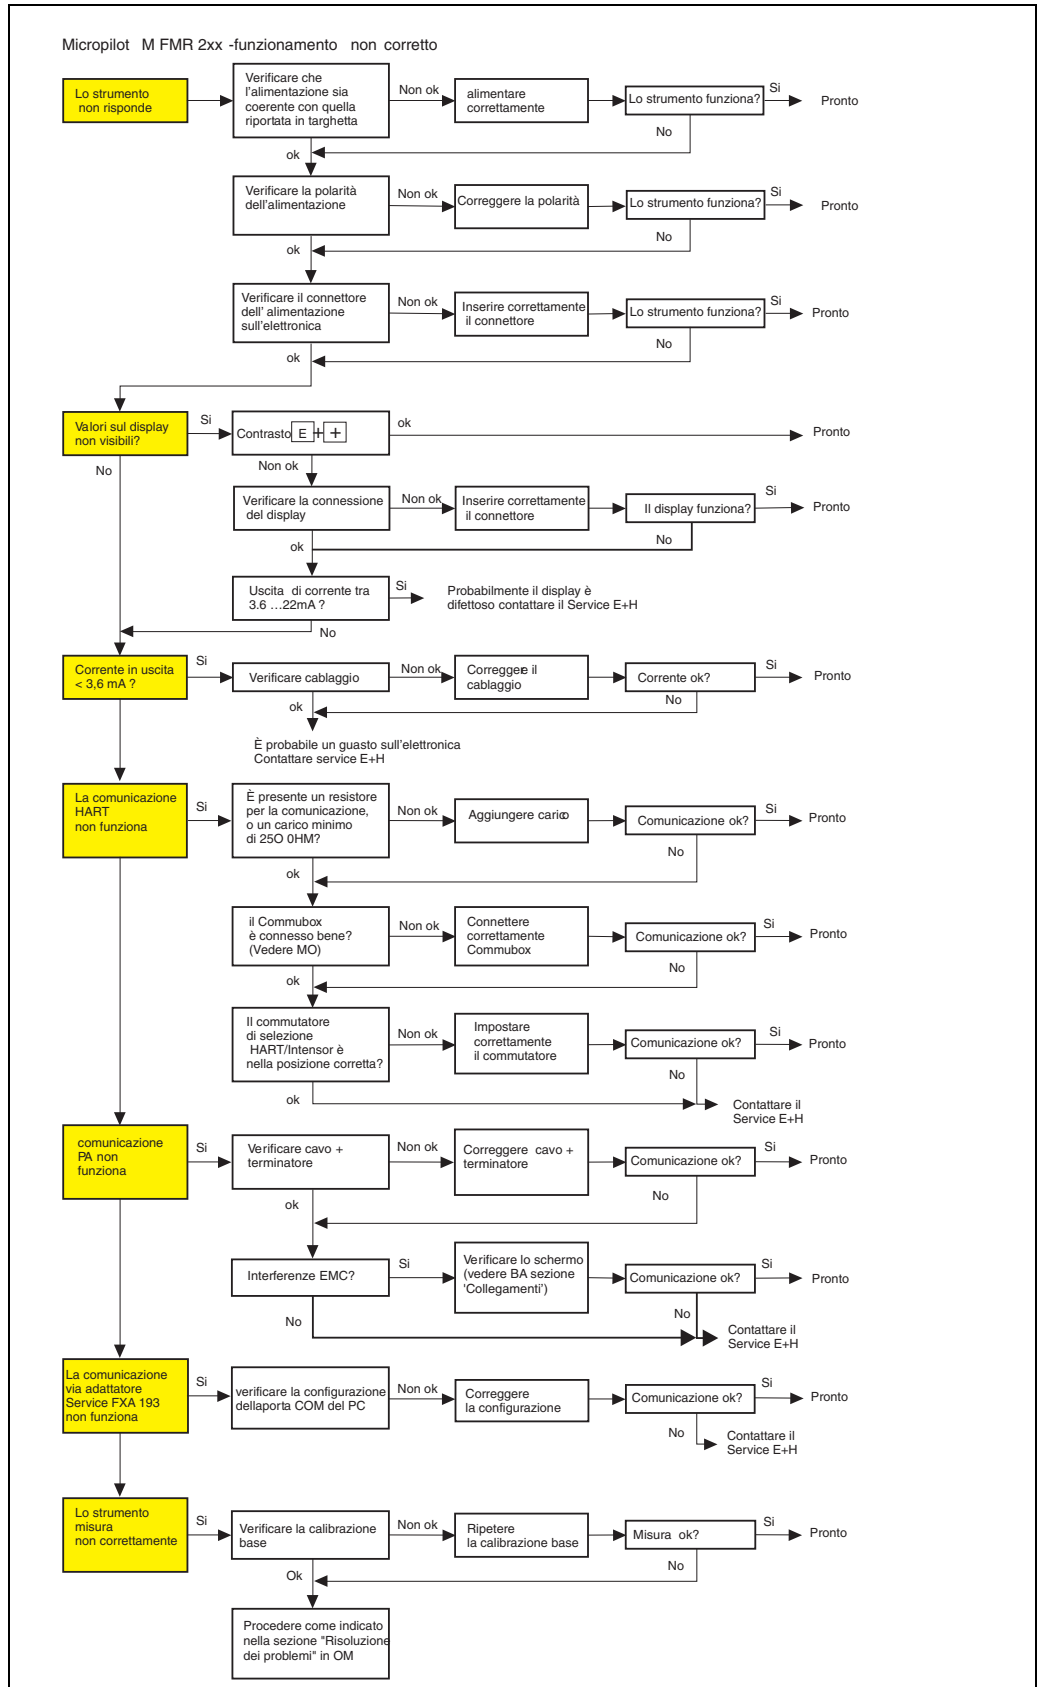 Micropilot M FMR 2xx -funzionamento non corretto
Lo strumento
non risponde
Verificare che
l'alimentazione sia
coerente con quella
riportata in targhetta
Non ok
alimentare
correttamente
Lo strumento funziona?
Si
Pronto
No
ok
Verificare la polarità
dell'alimentazione
Non ok
Correggere la polarità
Lo strumento funziona?
Si
Pronto
No
ok
Verificare il connettore
dell' alimentazione
sull'elettronica
Non ok
Inserire correttamente
il connettore
Lo strumento funziona?
Si
Pronto
No
ok
Valori sul display
non visibili?
Si
Contrasto E + +
ok
Pronto
No
Non ok
Verificare la connessione
del display
Non ok
Inserire correttamente
il connettore
Il display funziona?
Si
Pronto
No
ok
Uscita di corrente tra
3.6 ...22mA ?
Si
Probabilmente il display è
difettoso contattare il Service E+H
No
Corrente in uscita
< 3,6 mA ?
Si
Verificare cablaggio
Non ok
Correggere il
cablaggio
Corrente ok?
Si
Pronto
No
ok
È probabile un guasto sull'elettronica
Contattare service E+H
La comunicazione
HART
non funziona
Si
È presente un resistore
per la comunicazione,
o un carico minimo
di 25O 0HM?
Non ok
Aggiungere carico
Comunicazione ok?
Si
Pronto
No
ok
il Commubox
è connesso bene?
(Vedere MO)
Non ok
Connettere
correttamente
Commubox
Comunicazione ok?
Si
Pronto
No
ok
Il commutatore
di selezione
HART/Intensor è
nella posizione corretta?
Non ok
Impostare
correttamente
il commutatore
Comunicazione ok?
Si
Pronto
No
ok
Contattare il
Service E+H
comunicazione
PA non
funziona
Si
Verificare cavo +
terminatore
Non ok
Correggere cavo +
terminatore
Comunicazione ok?
Si
Pronto
No
ok
Interferenze EMC?
Si
Verificare lo schermo
(vedere BA sezione
'Collegamenti')
Comunicazione ok?
Si
Pronto
No
No
Contattare il
Service E+H
La comunicazione
via adattatore
Service FXA 193
non funziona
Si
verificare la configurazione
dellaporta COM del PC
Non ok
Correggere
la configurazione
Comunicazione ok?
Si
Pronto
No
Contattare il
Service E+H
Lo strumento
misura
non correttamente
Si
Verificare la calibrazione
base
Non ok
Ripetere
la calibrazione base
Misura ok?
Si
Pronto
No
Ok
Procedere come indicato
nella sezione "Risoluzione
dei problemi" in OM